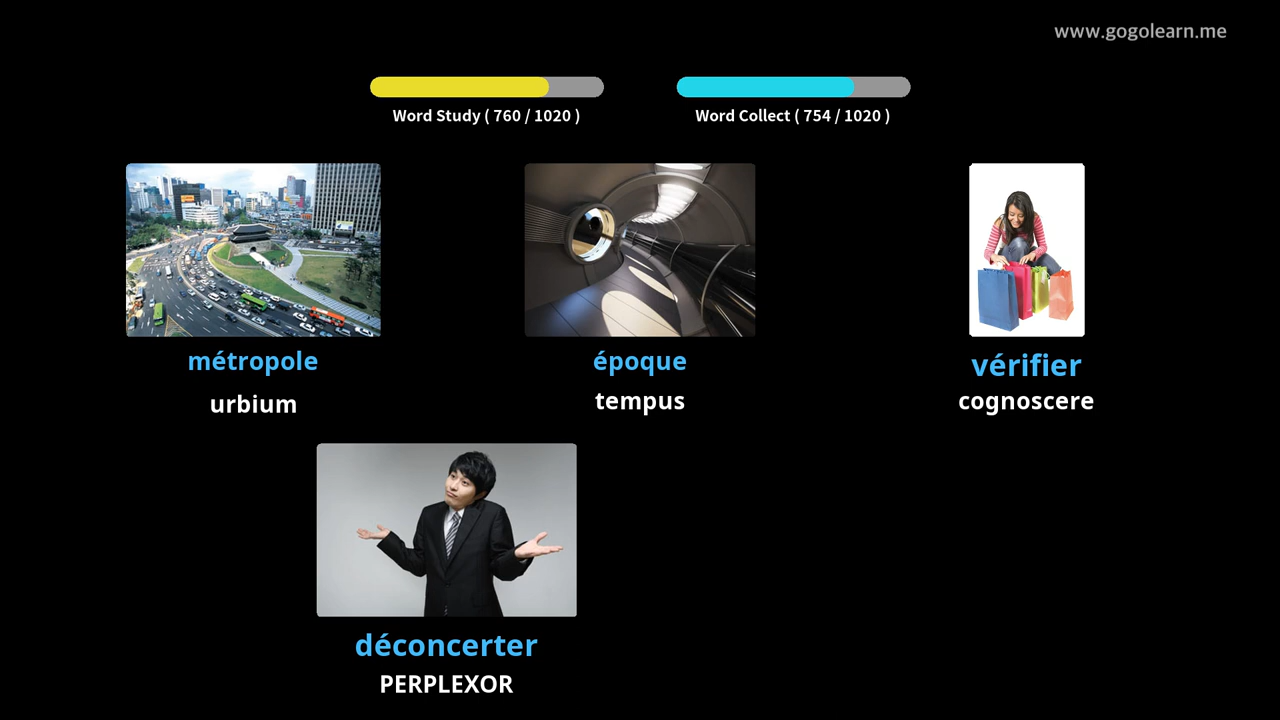 www.gogolearn.me
Word Study ( 760 / 1020 )
Word Collect ( 754 / 1020 )
métropole
urbium
époque
tempus
vérifier
cognoscere
déconcerter
PERPLEXOR